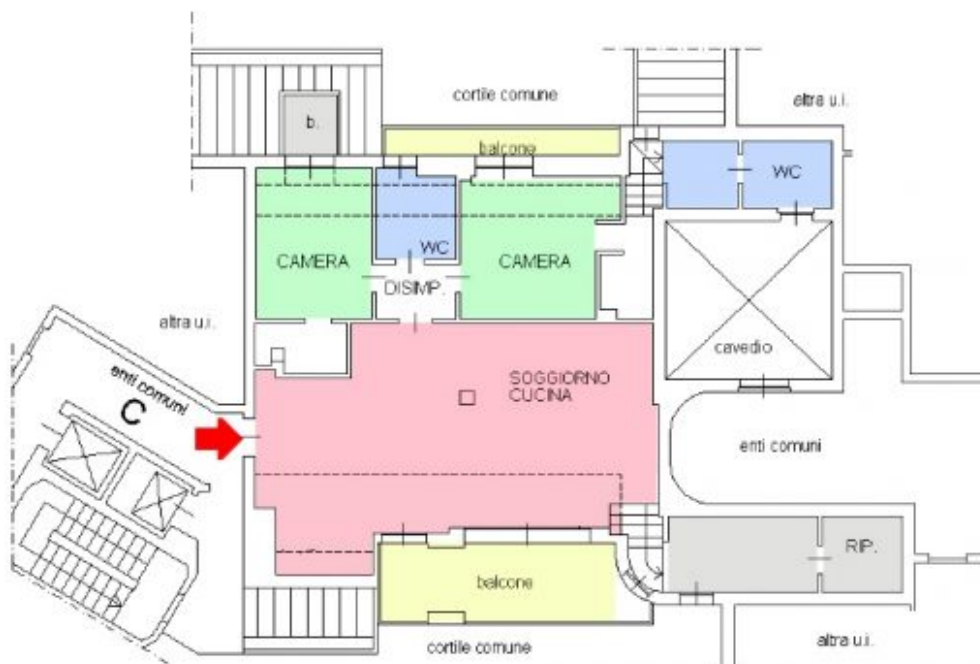 cortile comune
altra u.i.
b.
balcone
WC
WC
CAMERA
CAMERA
DISIMP.
altra u.i.
cavedio
enti comuni
C
SOGGIORNO
CUCINA
enti comuni
RIP.
balcone
cortile comune
altra u.i.